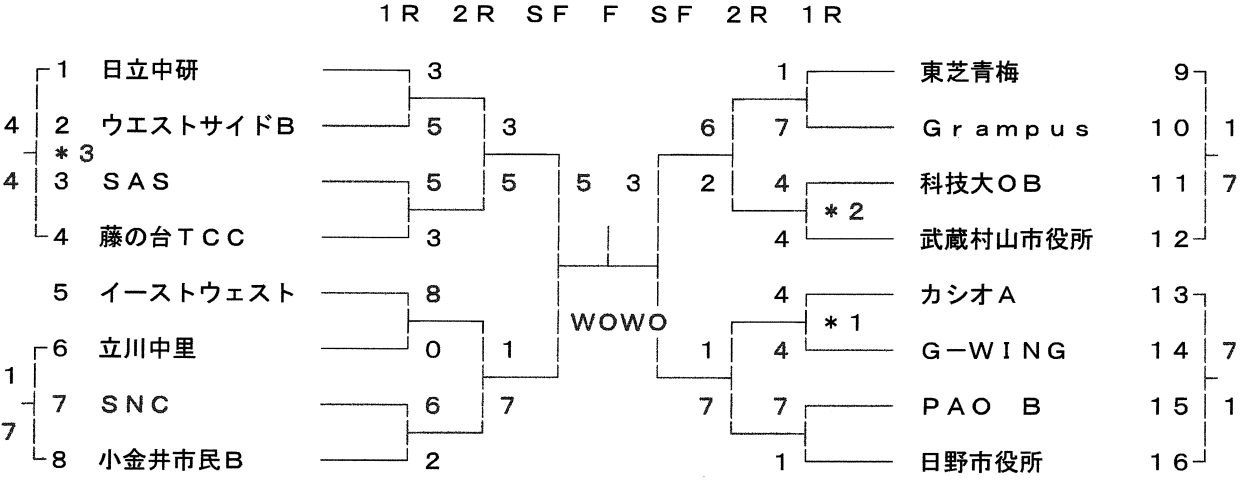 1R 2R SF F SF 2R 1R
1 日立中研 3 1 東芝青梅 9
4 2 ウエストサイドB 5 3 6 7 Grampus 10 1
*3
4 3 SAS 5 5 5 3 2 4 科技大OB 11 7
*2
4 藤の台TCC 3 4 武蔵村山市役所 12
5 イーストウェスト 8 4 カシオA 13
WOWO *1
6 立川中里 0 1 1 4 G-WING 14 7
1
7 SNC 6 7 7 7 PAO B 15 1
7
8 小金井市民B 2 1 日野市役所 16